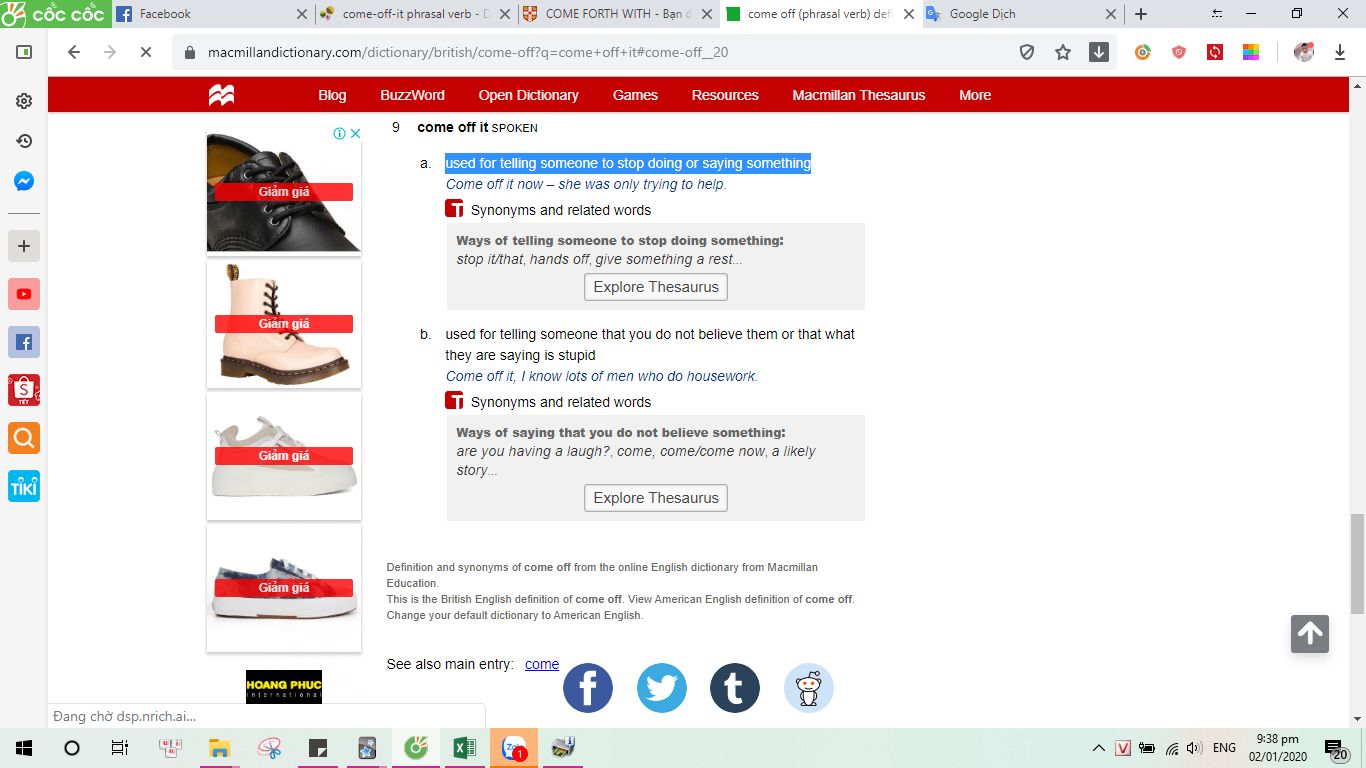 cốc cốc
Facebook
come-off-it phrasal verb - D
COME FORTH WITH - Bạn đ
come off (phrasal verb) defi
Google Dịch
macmillandictionary.com/dictionary/british/come-off?q=come+off+it#come-off__20
Blog BuzzWord Open Dictionary Games Resources Macmillan Thesaurus More
9 come off it SPOKEN
a. used for telling someone to stop doing or saying something
Come off it now – she was only trying to help.
T Synonyms and related words
Ways of telling someone to stop doing something:
stop it/that, hands off, give something a rest...
Explore Thesaurus
b. used for telling someone that you do not believe them or that what
they are saying is stupid
Come off it, I know lots of men who do housework.
T Synonyms and related words
Ways of saying that you do not believe something:
are you having a laugh?, come, come/come now, a likely
story...
Explore Thesaurus
Definition and synonyms of come off from the online English dictionary from Macmillan
Education.
This is the British English definition of come off. View American English definition of come off.
Change your default dictionary to American English.
See also main entry: come
Giảm giá
Giảm giá
Giảm giá
Giảm giá
HOANG PHUC
international
S
TẾT
TIKI
Đang chờ dsp.nrich.ai...
Zalo
1
V
ENG
9:38 pm
02/01/2020
20